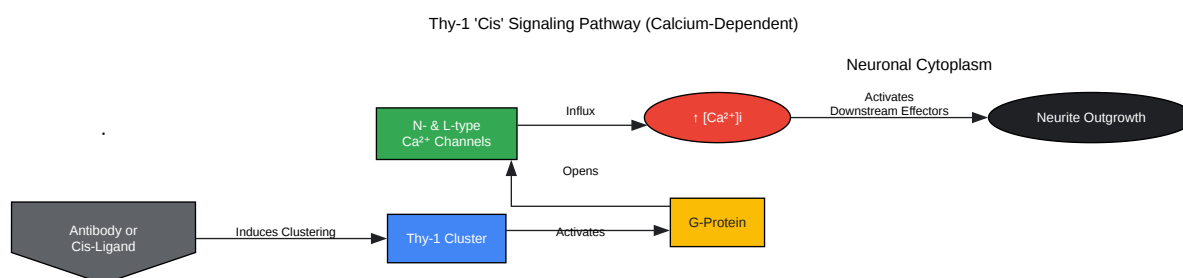 Thy-1 'Cis' Signaling Pathway (Calcium-Dependent)
Neuronal Cytoplasm
N- & L-type
Ca²⁺ Channels
Influx
↑ [Ca²⁺]i
Activates
Downstream Effectors
Neurite Outgrowth
Opens
Antibody or
Cis-Ligand
Induces Clustering
Thy-1 Cluster
Activates
G-Protein
.